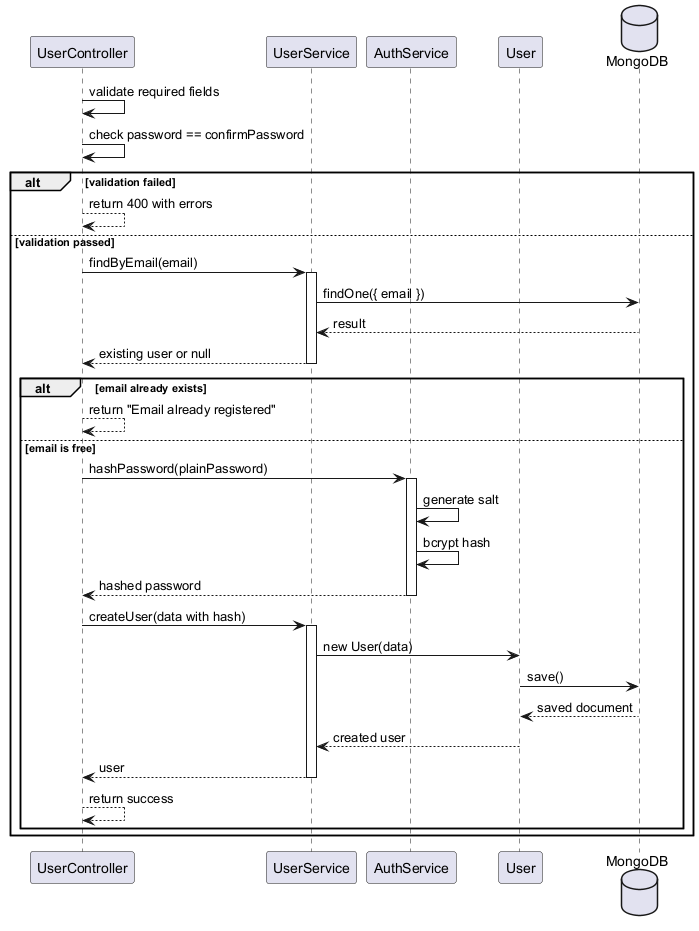 MongoDB
UserController
UserService
AuthService
User
validate required fields
check password == confirmPassword
alt
[validation failed]
return 400 with errors
[validation passed]
findByEmail(email)
findOne({ email })
result
existing user or null
alt
[email already exists]
return "Email already registered"
[email is free]
hashPassword(plainPassword)
generate salt
bcrypt hash
hashed password
createUser(data with hash)
new User(data)
save()
saved document
created user
user
return success
UserController
UserService
AuthService
User
MongoDB